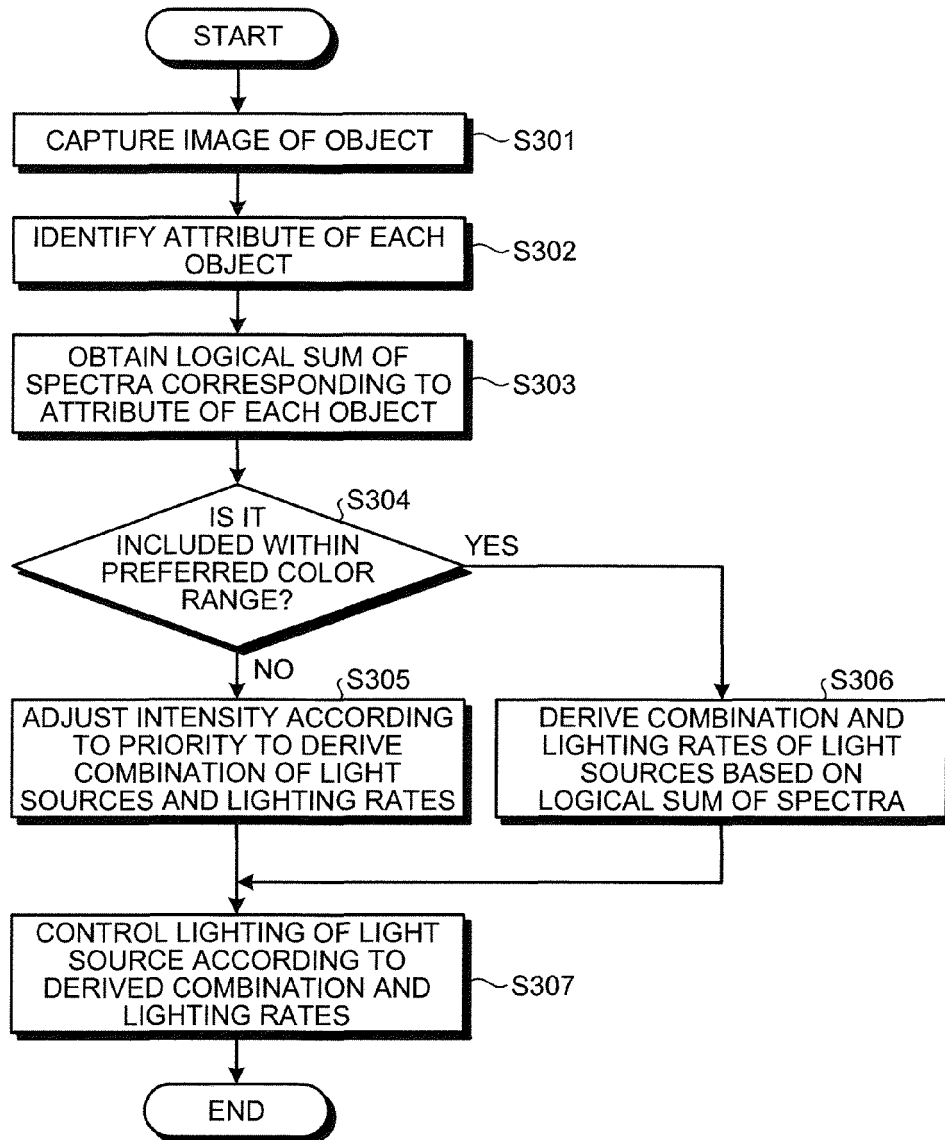 START
CAPTURE IMAGE OF OBJECT
S301
IDENTIFY ATTRIBUTE OF EACH
OBJECT
S302
OBTAIN LOGICAL SUM OF
SPECTRA CORRESPONDING TO
ATTRIBUTE OF EACH OBJECT
S303
S304
IS IT
INCLUDED WITHIN
PREFERRED COLOR
RANGE?
YES
NO
S305
ADJUST INTENSITY ACCORDING
TO PRIORITY TO DERIVE
COMBINATION OF LIGHT
SOURCES AND LIGHTING RATES
S306
DERIVE COMBINATION AND
LIGHTING RATES OF LIGHT
SOURCES BASED ON
LOGICAL SUM OF SPECTRA
CONTROL LIGHTING OF LIGHT
SOURCE ACCORDING TO
DERIVED COMBINATION AND
LIGHTING RATES
S307
END